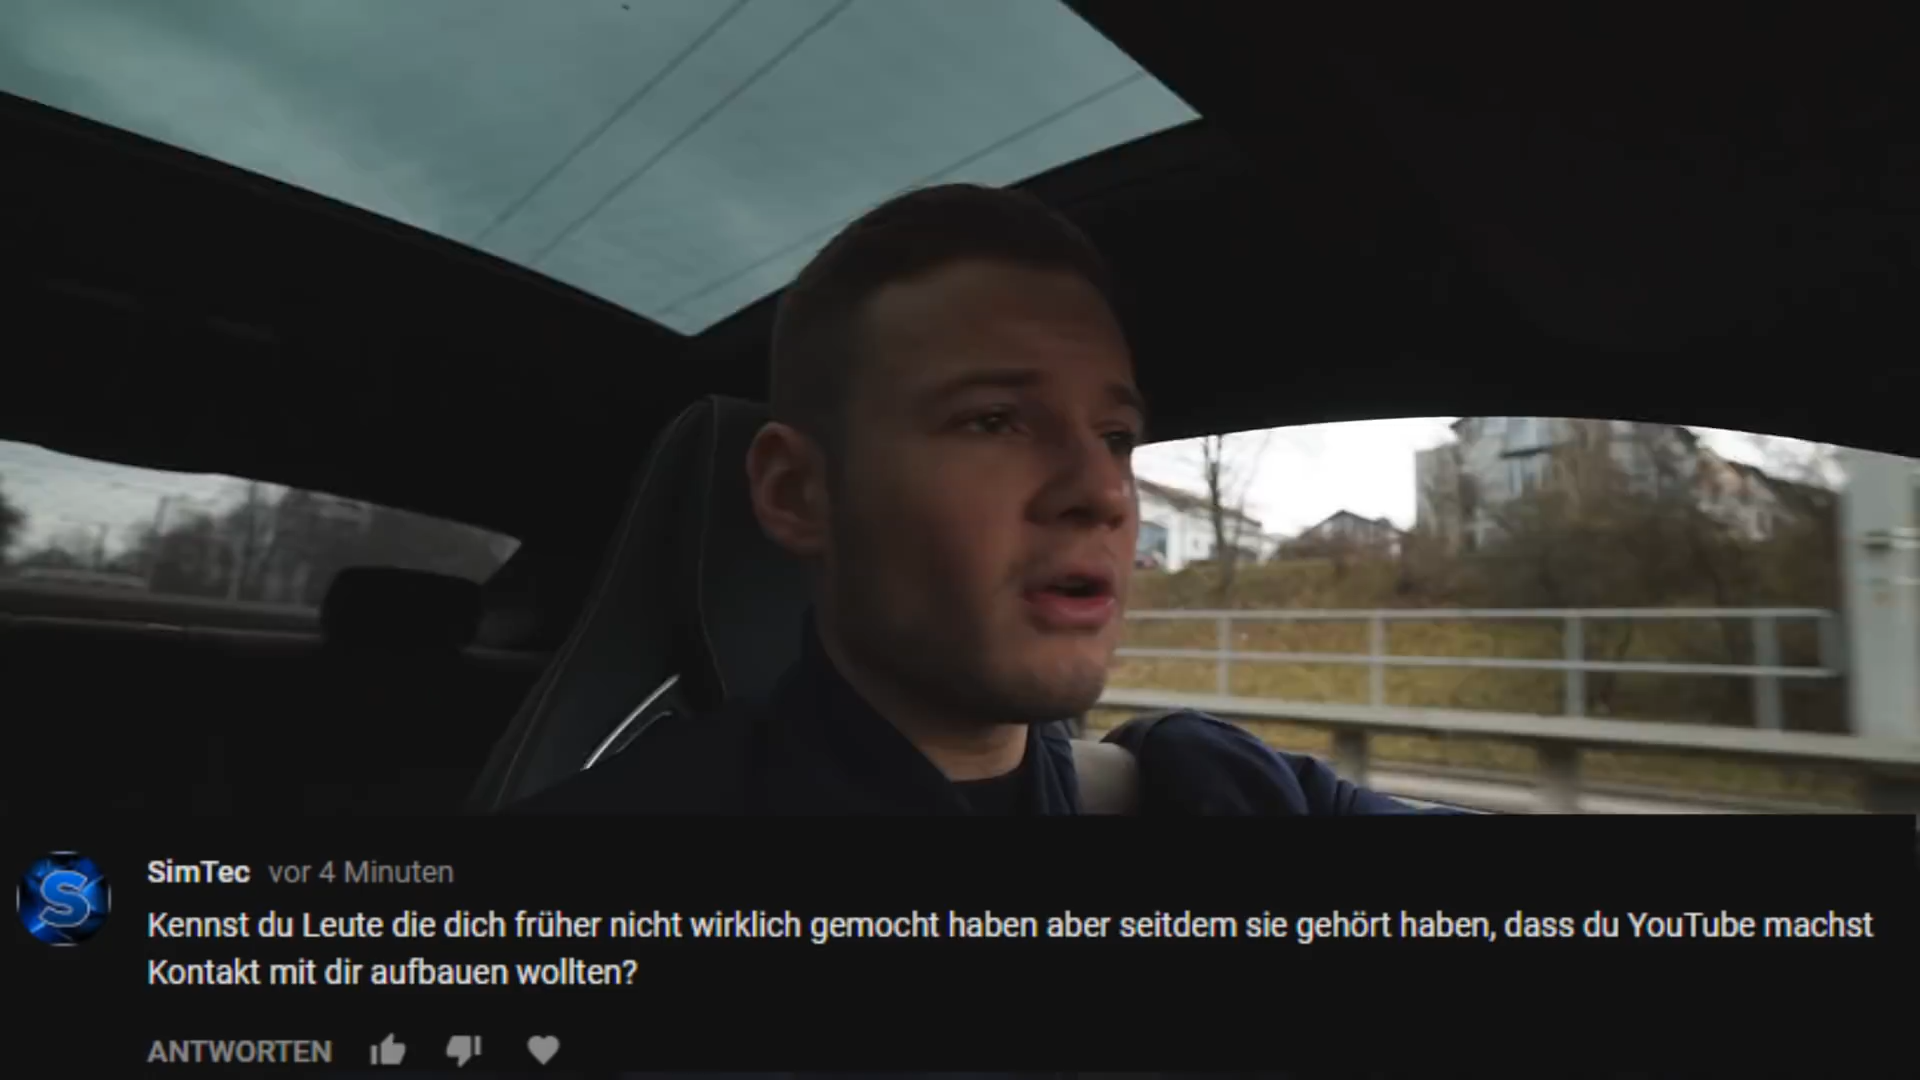 S
SimTec vor 4 Minuten
Kennst du Leute die dich früher nicht wirklich gemocht haben aber seitdem sie gehört haben, dass du YouTube machst
Kontakt mit dir aufbauen wollten?
ANTWORTEN